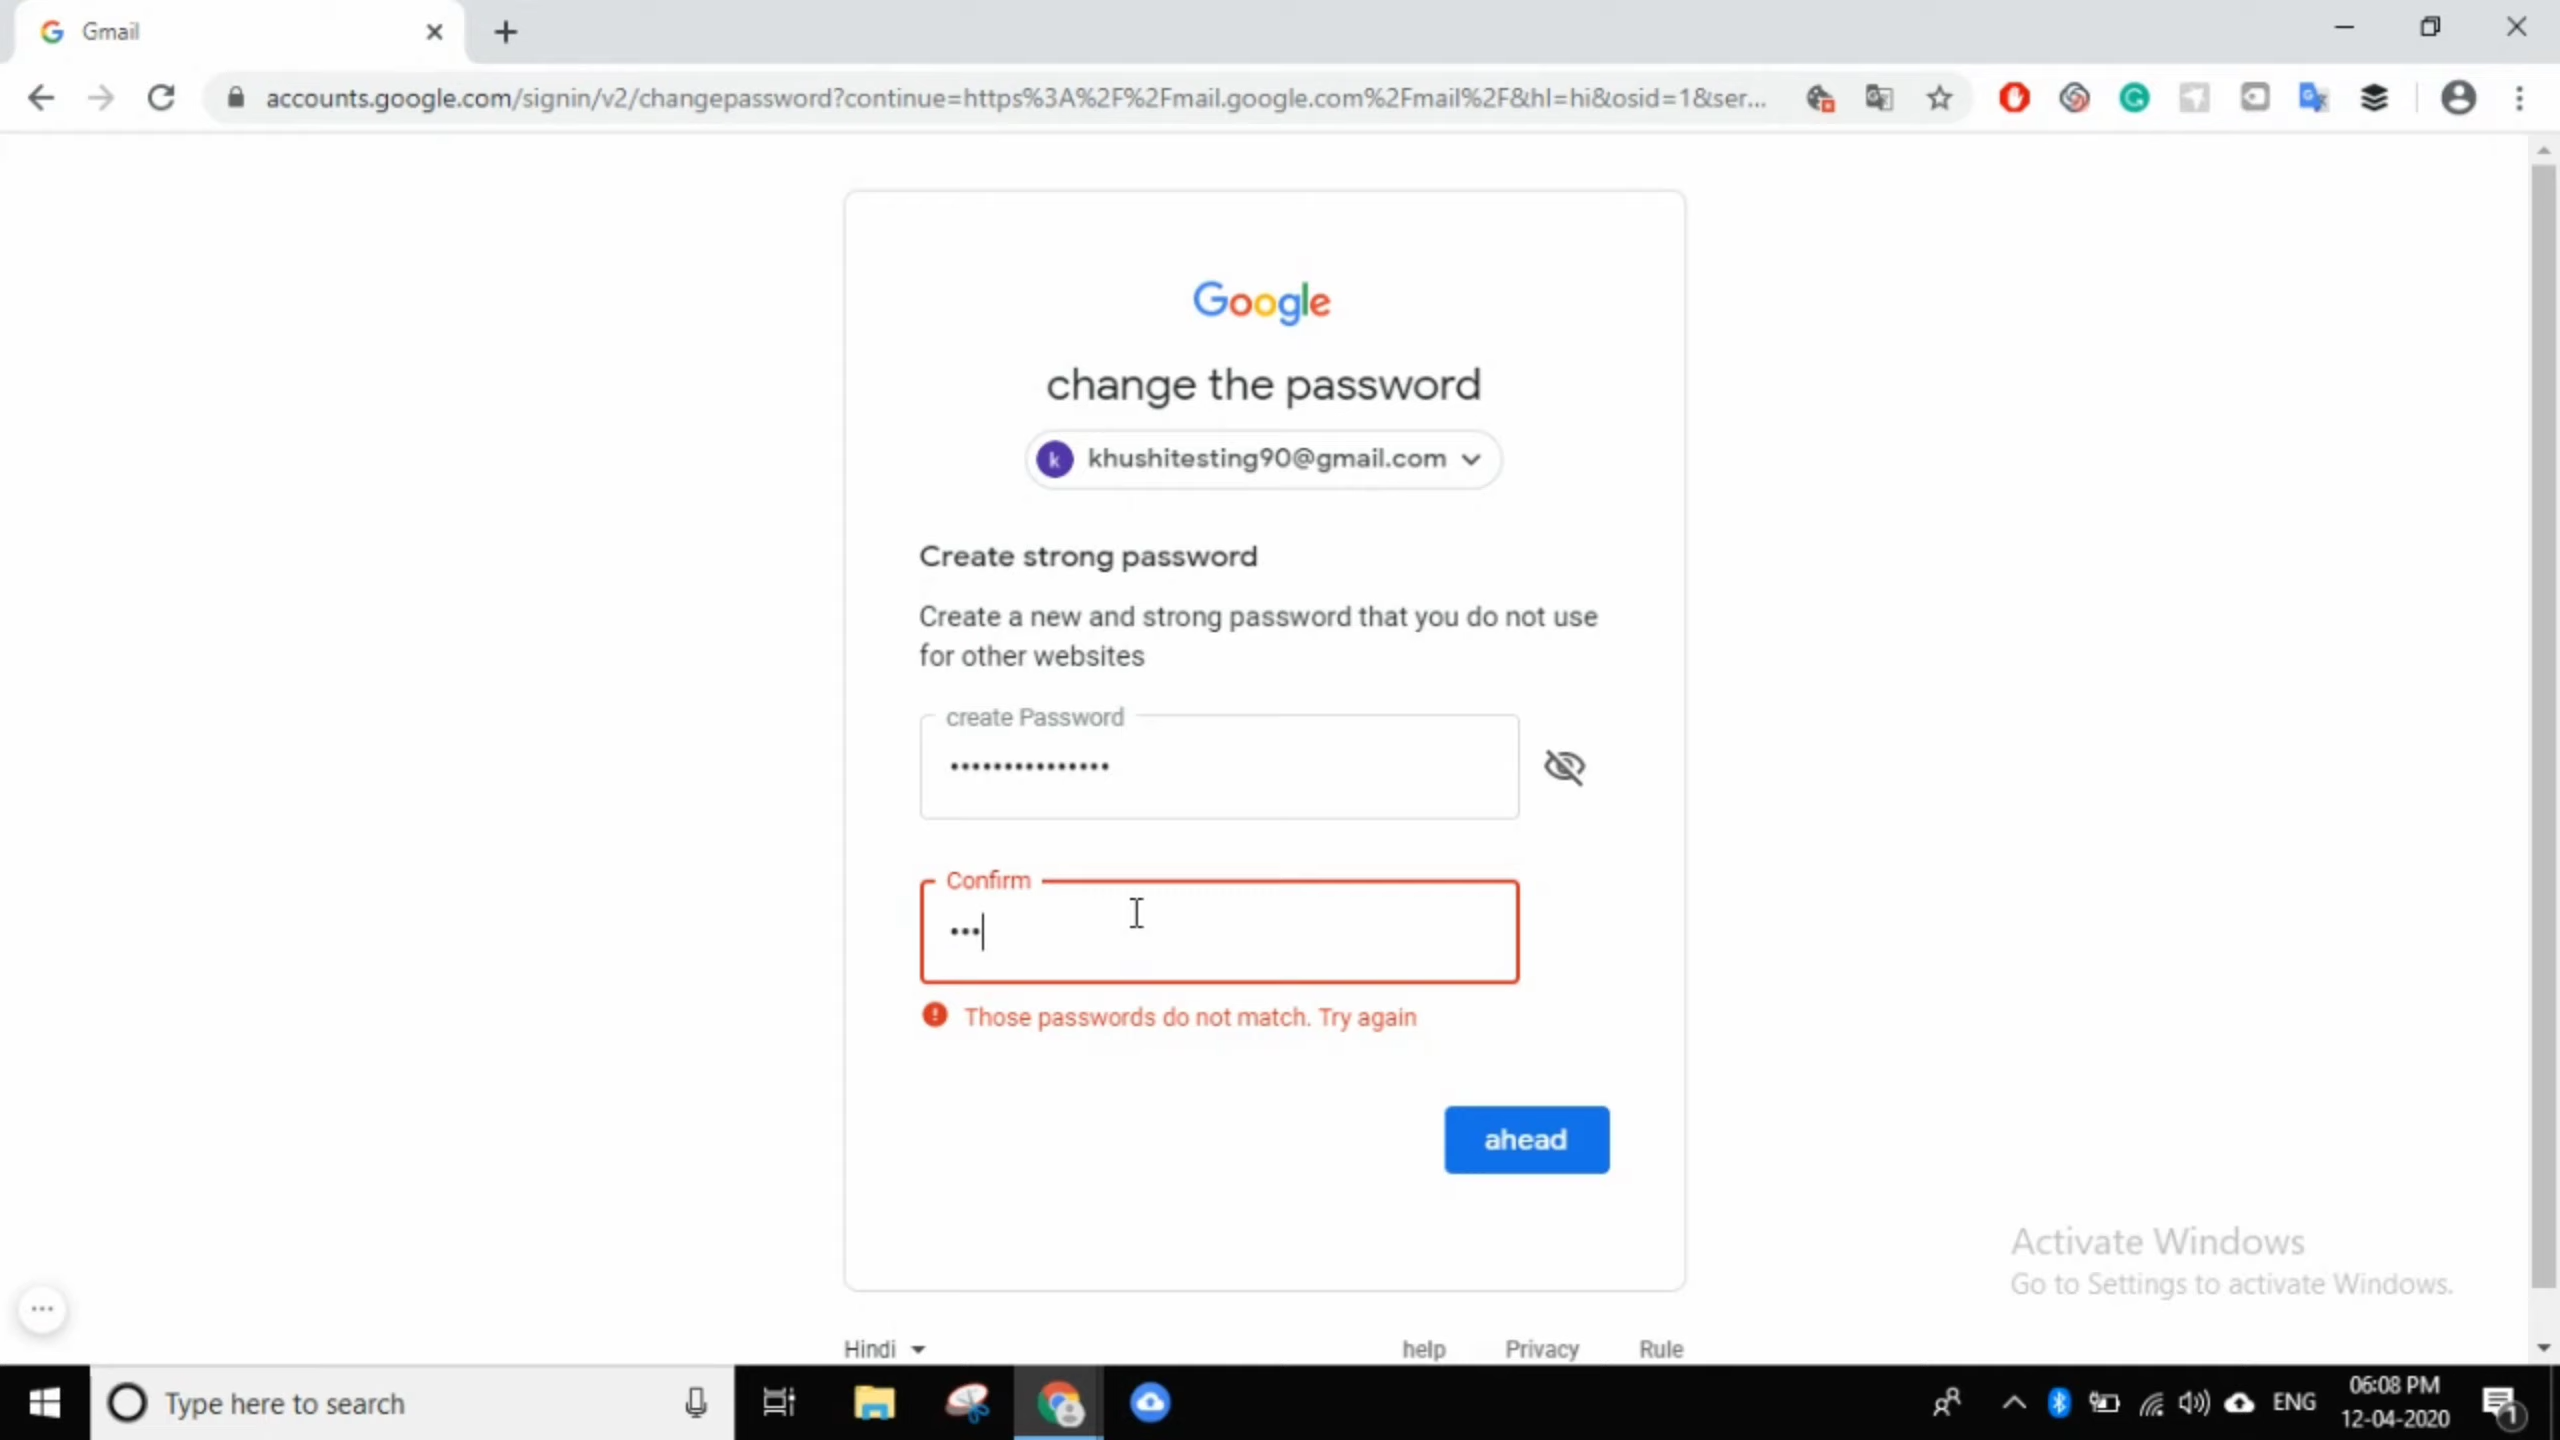 Gmail
accounts.google.com/signin/v2/changepassword?continue=https%3A%2F%2Fmail.google.com%2Fmail%2F&hl=hi&osid=1&ser...
Google
change the password
k khushitesting90@gmail.com
Create strong password
Create a new and strong password that you do not use
for other websites
create Password
•••••••••••••••
Confirm
•••
Those passwords do not match. Try again
ahead
Activate Windows
Go to Settings to activate Windows.
Hindi help Privacy Rule
Type here to search
ENG
06:08 PM
12-04-2020
1